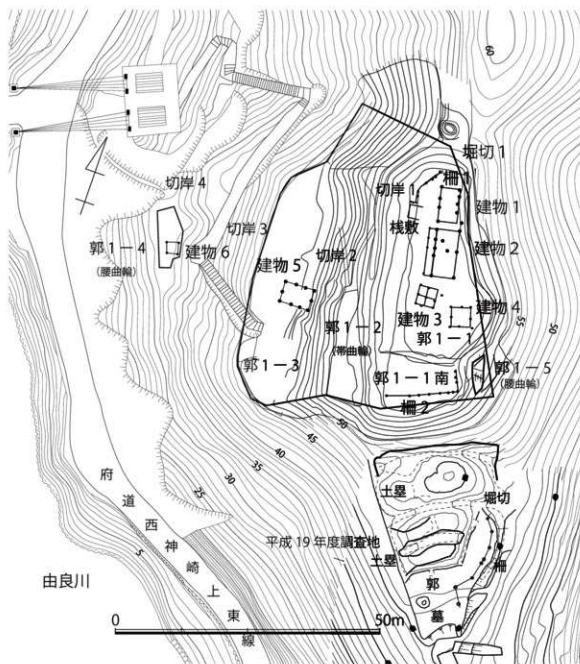 60
堀切 1
柵 1
切岸 1
建物 1
桟敷
建物 2
切岸 4
切岸 3
郭 1－4
(腰曲輪)
建物 6
建物 5
切岸 2
建物 4
建物 3
郭 1－1
55
50
郭 1－2
(帯曲輪)
郭 1－3
郭 1－1 南
郭 1－5
(腰曲輪)
柵 2
50
45
40
35
30
25
5
土塁
堀切
平成 19 年度調査地
土塁
柵
郭
墓
府道西神崎上東線
由良川
0
50m